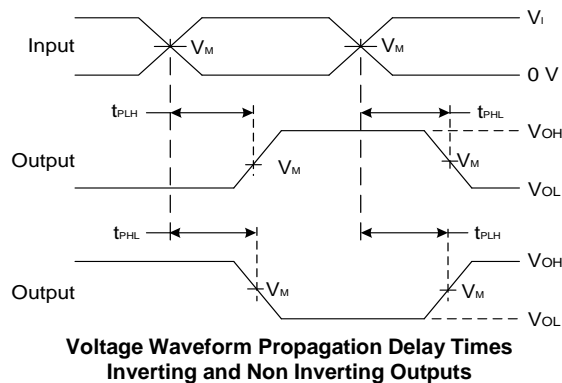 VI
Input
VM
VM
0 V
tPLH
tPHL
VOH
Output
VM
VM
VOL
tPHL
tPLH
VOH
Output
VM
VM
VOL
Voltage Waveform Propagation Delay Times
Inverting and Non Inverting Outputs